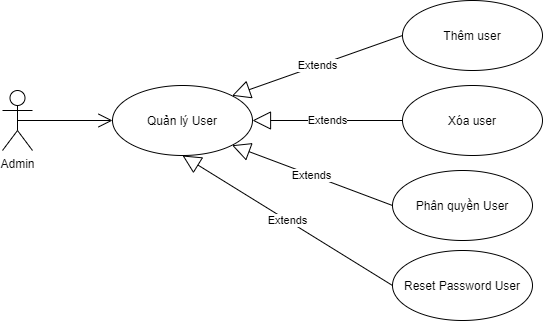 Thêm user
Extends
Quản lý User
Extends
Xóa user
Admin
Extends
Phân quyền User
Extends
Reset Password User